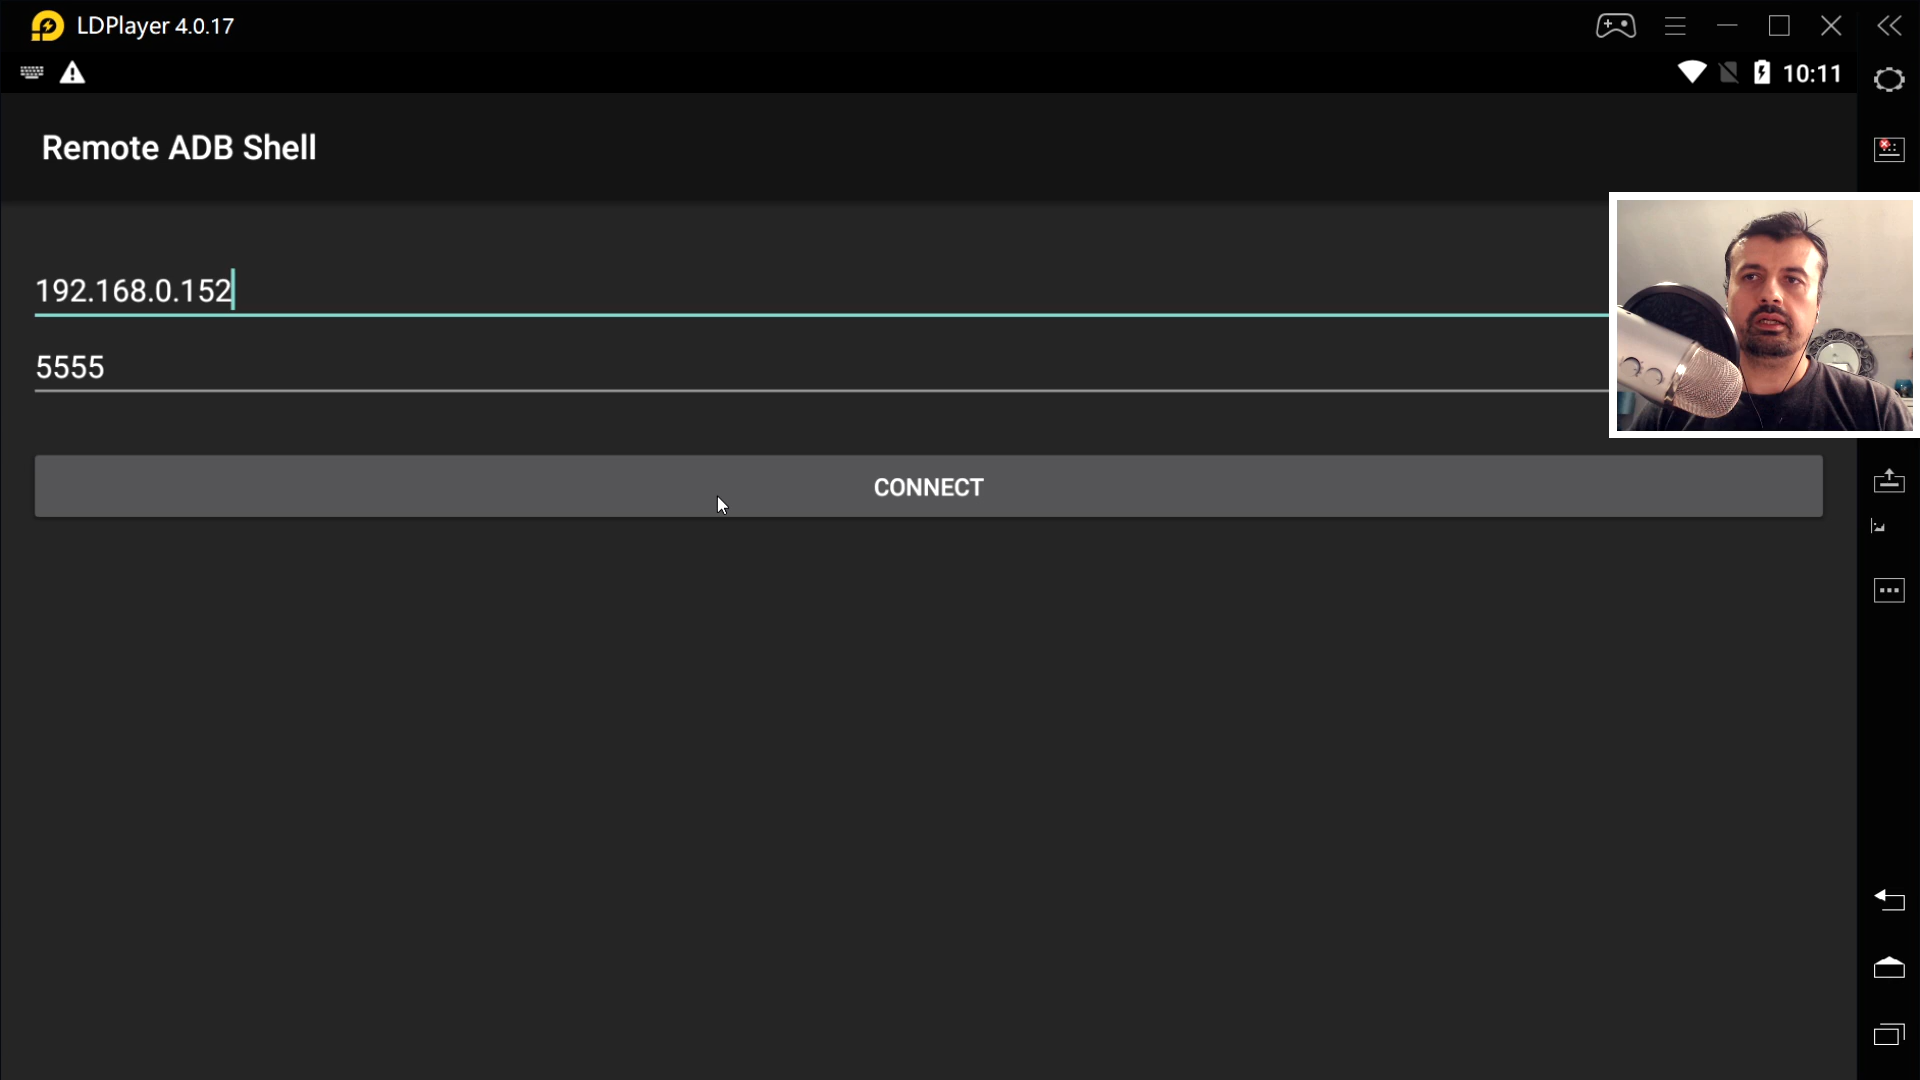 LDPlayer 4.0.17
10:11
Remote ADB Shell
192.168.0.152
5555
CONNECT